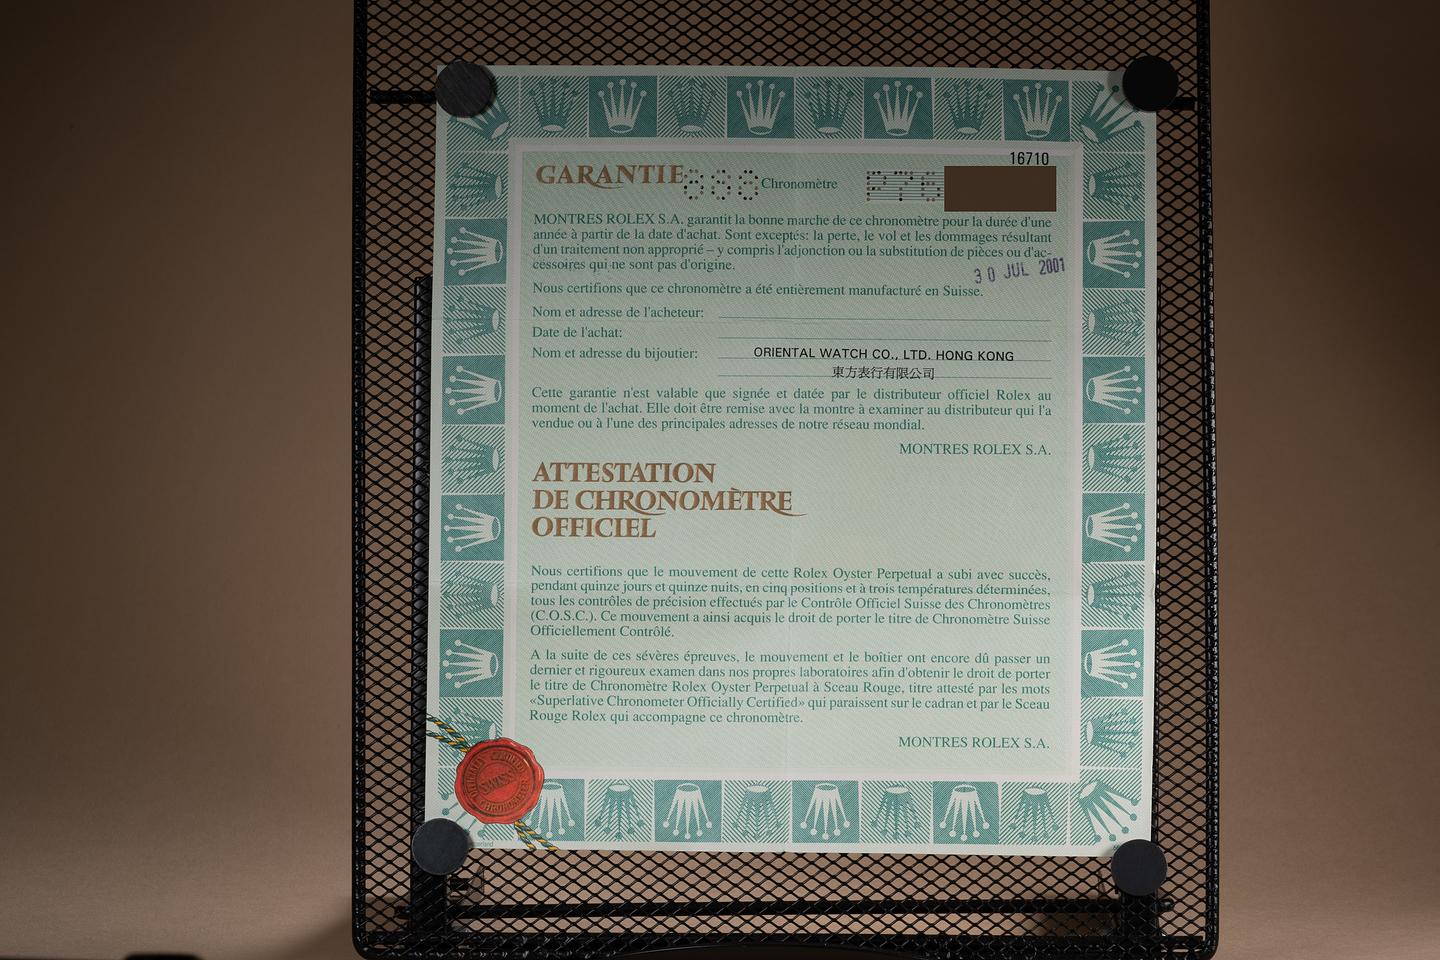 16710
GARANTIE 888 Chronomètre P76
MONTRES ROLEX S.A. garantit la bonne marche de ce chronomètre pour la durée d'une
année à partir de la date d'achat. Sont exceptés: la perte, le vol et les dommages résultant
d'un traitement non approprié – y compris l'adjonction ou la substitution de pièces ou d'ac-
cessoires qui ne sont pas d'origine.
30 JUL 2001
Nous certifions que ce chronomètre a été entièrement manufacturé en Suisse.
Nom et adresse de l'acheteur:
Date de l'achat:
Nom et adresse du bijoutier: ORIENTAL WATCH CO., LTD. HONG KONG
東方表行有限公司
Cette garantie n'est valable que signée et datée par le distributeur officiel Rolex au
moment de l'achat. Elle doit être remise avec la montre à examiner au distributeur qui l'a
vendue ou à l'une des principales adresses de notre réseau mondial.
MONTRES ROLEX S.A.
ATTESTATION
DE CHRONOMÈTRE
OFFICIEL
Nous certifions que le mouvement de cette Rolex Oyster Perpetual a subi avec succès,
pendant quinze jours et quinze nuits, en cinq positions et à trois températures déterminées,
tous les contrôles de précision effectués par le Contrôle Officiel Suisse des Chronomètres
(C.O.S.C.). Ce mouvement a ainsi acquis le droit de porter le titre de Chronomètre Suisse
Officiellement Contrôlé.
A la suite de ces sévères épreuves, le mouvement et le boîtier ont encore dû passer un
dernier et rigoureux examen dans nos propres laboratoires afin d'obtenir le droit de porter
le titre de Chronomètre Rolex Oyster Perpetual à Sceau Rouge, titre attesté par les mots
«Superlative Chronometer Officially Certified» qui paraissent sur le cadran et par le Sceau
Rouge Rolex qui accompagne ce chronomètre.
MONTRES ROLEX S.A.
OFFICIALLY CERTIFIED
SWISS
CHRONOMETER